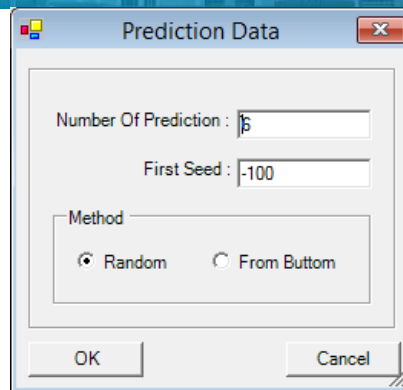 Prediction Data
Number Of Prediction : 6
First Seed : -100
Method
Random From Buttom
OK Cancel